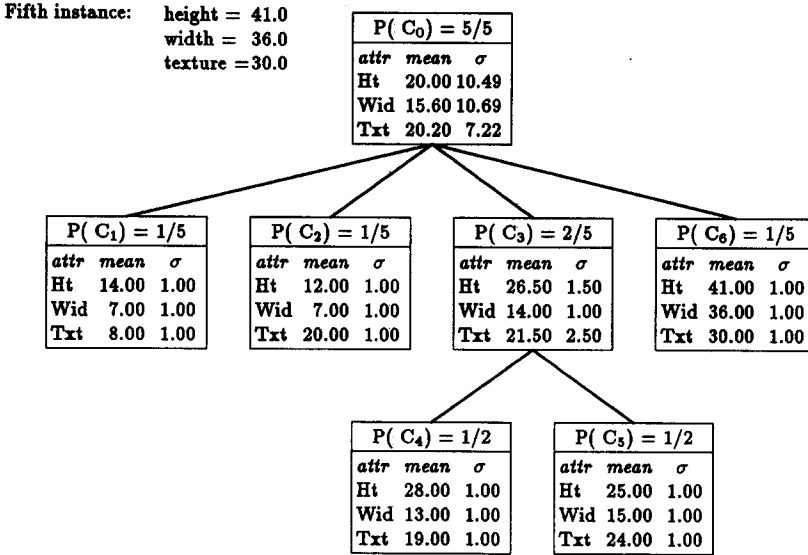 Fifth instance: height = 41.0
width = 36.0
texture =30.0
P( C₀) = 5/5
attr mean σ
Ht 20.00 10.49
Wid 15.60 10.69
Txt 20.20 7.22
P( C₁) = 1/5
attr mean σ
Ht 14.00 1.00
Wid 7.00 1.00
Txt 8.00 1.00
P( C₂) = 1/5
attr mean σ
Ht 12.00 1.00
Wid 7.00 1.00
Txt 20.00 1.00
P( C₃) = 2/5
attr mean σ
Ht 26.50 1.50
Wid 14.00 1.00
Txt 21.50 2.50
P( C₆) = 1/5
attr mean σ
Ht 41.00 1.00
Wid 36.00 1.00
Txt 30.00 1.00
P( C₄) = 1/2
attr mean σ
Ht 28.00 1.00
Wid 13.00 1.00
Txt 19.00 1.00
P( C₅) = 1/2
attr mean σ
Ht 25.00 1.00
Wid 15.00 1.00
Txt 24.00 1.00